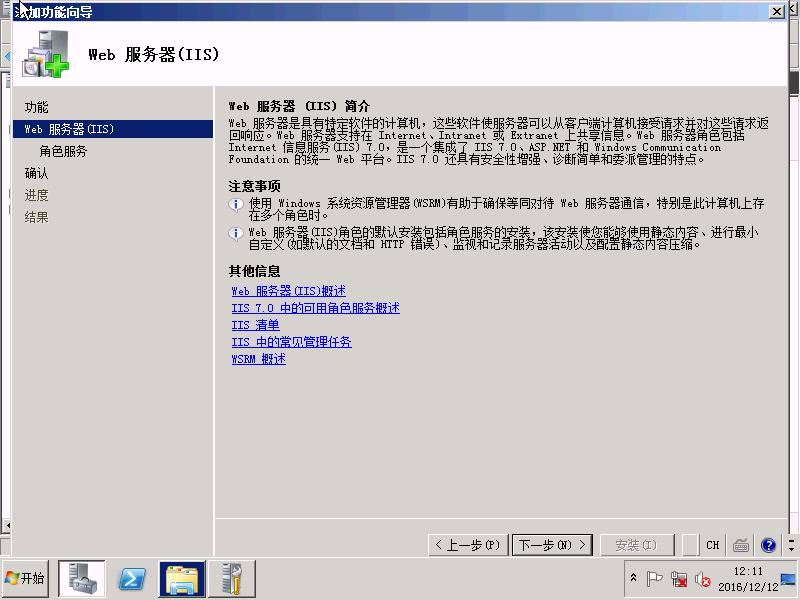 添加功能向导
Web 服务器(IIS)
功能
Web 服务器(IIS)
角色服务
确认
进度
结果
Web 服务器 (IIS) 简介
Web 服务器是具有特定软件的计算机，这些软件使服务器可以从客户端计算机接受请求并对这些请求返
回响应。Web 服务器支持在 Internet、Intranet 或 Extranet 上共享信息。Web 服务器角色包括
Internet 信息服务(IIS) 7.0，是一个集成了 IIS 7.0、ASP.NET 和 Windows Communication
Foundation 的统一 Web 平台。IIS 7.0 还具有安全性增强、诊断简单和委派管理的特点。
注意事项
使用 Windows 系统资源管理器(WSRM)有助于确保等同对待 Web 服务器通信，特别是此计算机上存
在多个角色时。
Web 服务器(IIS)角色的默认安装包括角色服务的安装，该安装使您能够使用静态内容、进行最小
自定义(如默认的文档和 HTTP 错误)、监视和记录服务器活动以及配置静态内容压缩。
其他信息
Web 服务器(IIS)概述
IIS 7.0 中的可用角色服务概述
IIS 清单
IIS 中的常见管理任务
WSRM 概述
< 上一步(P) 下一步(N) > 安装(I) CH
开始
12:11
2016/12/12